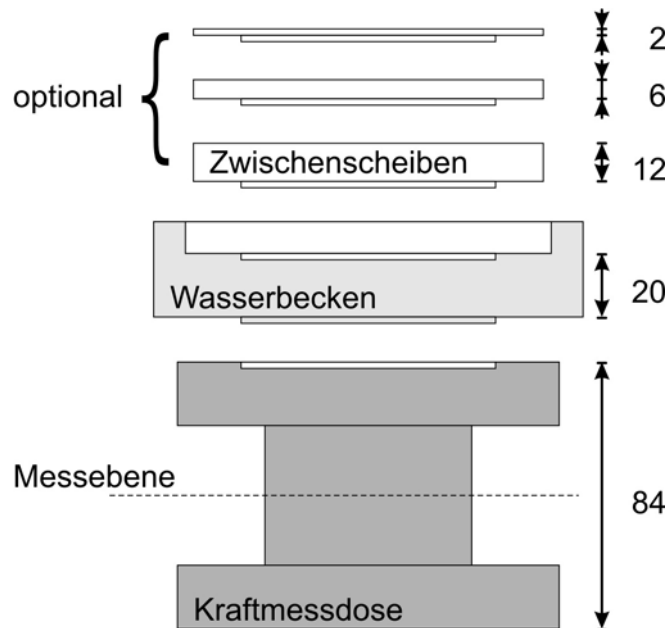 2
optional
6
Zwischenscheiben
12
Wasserbecken
20
Messebene
84
Kraftmessdose